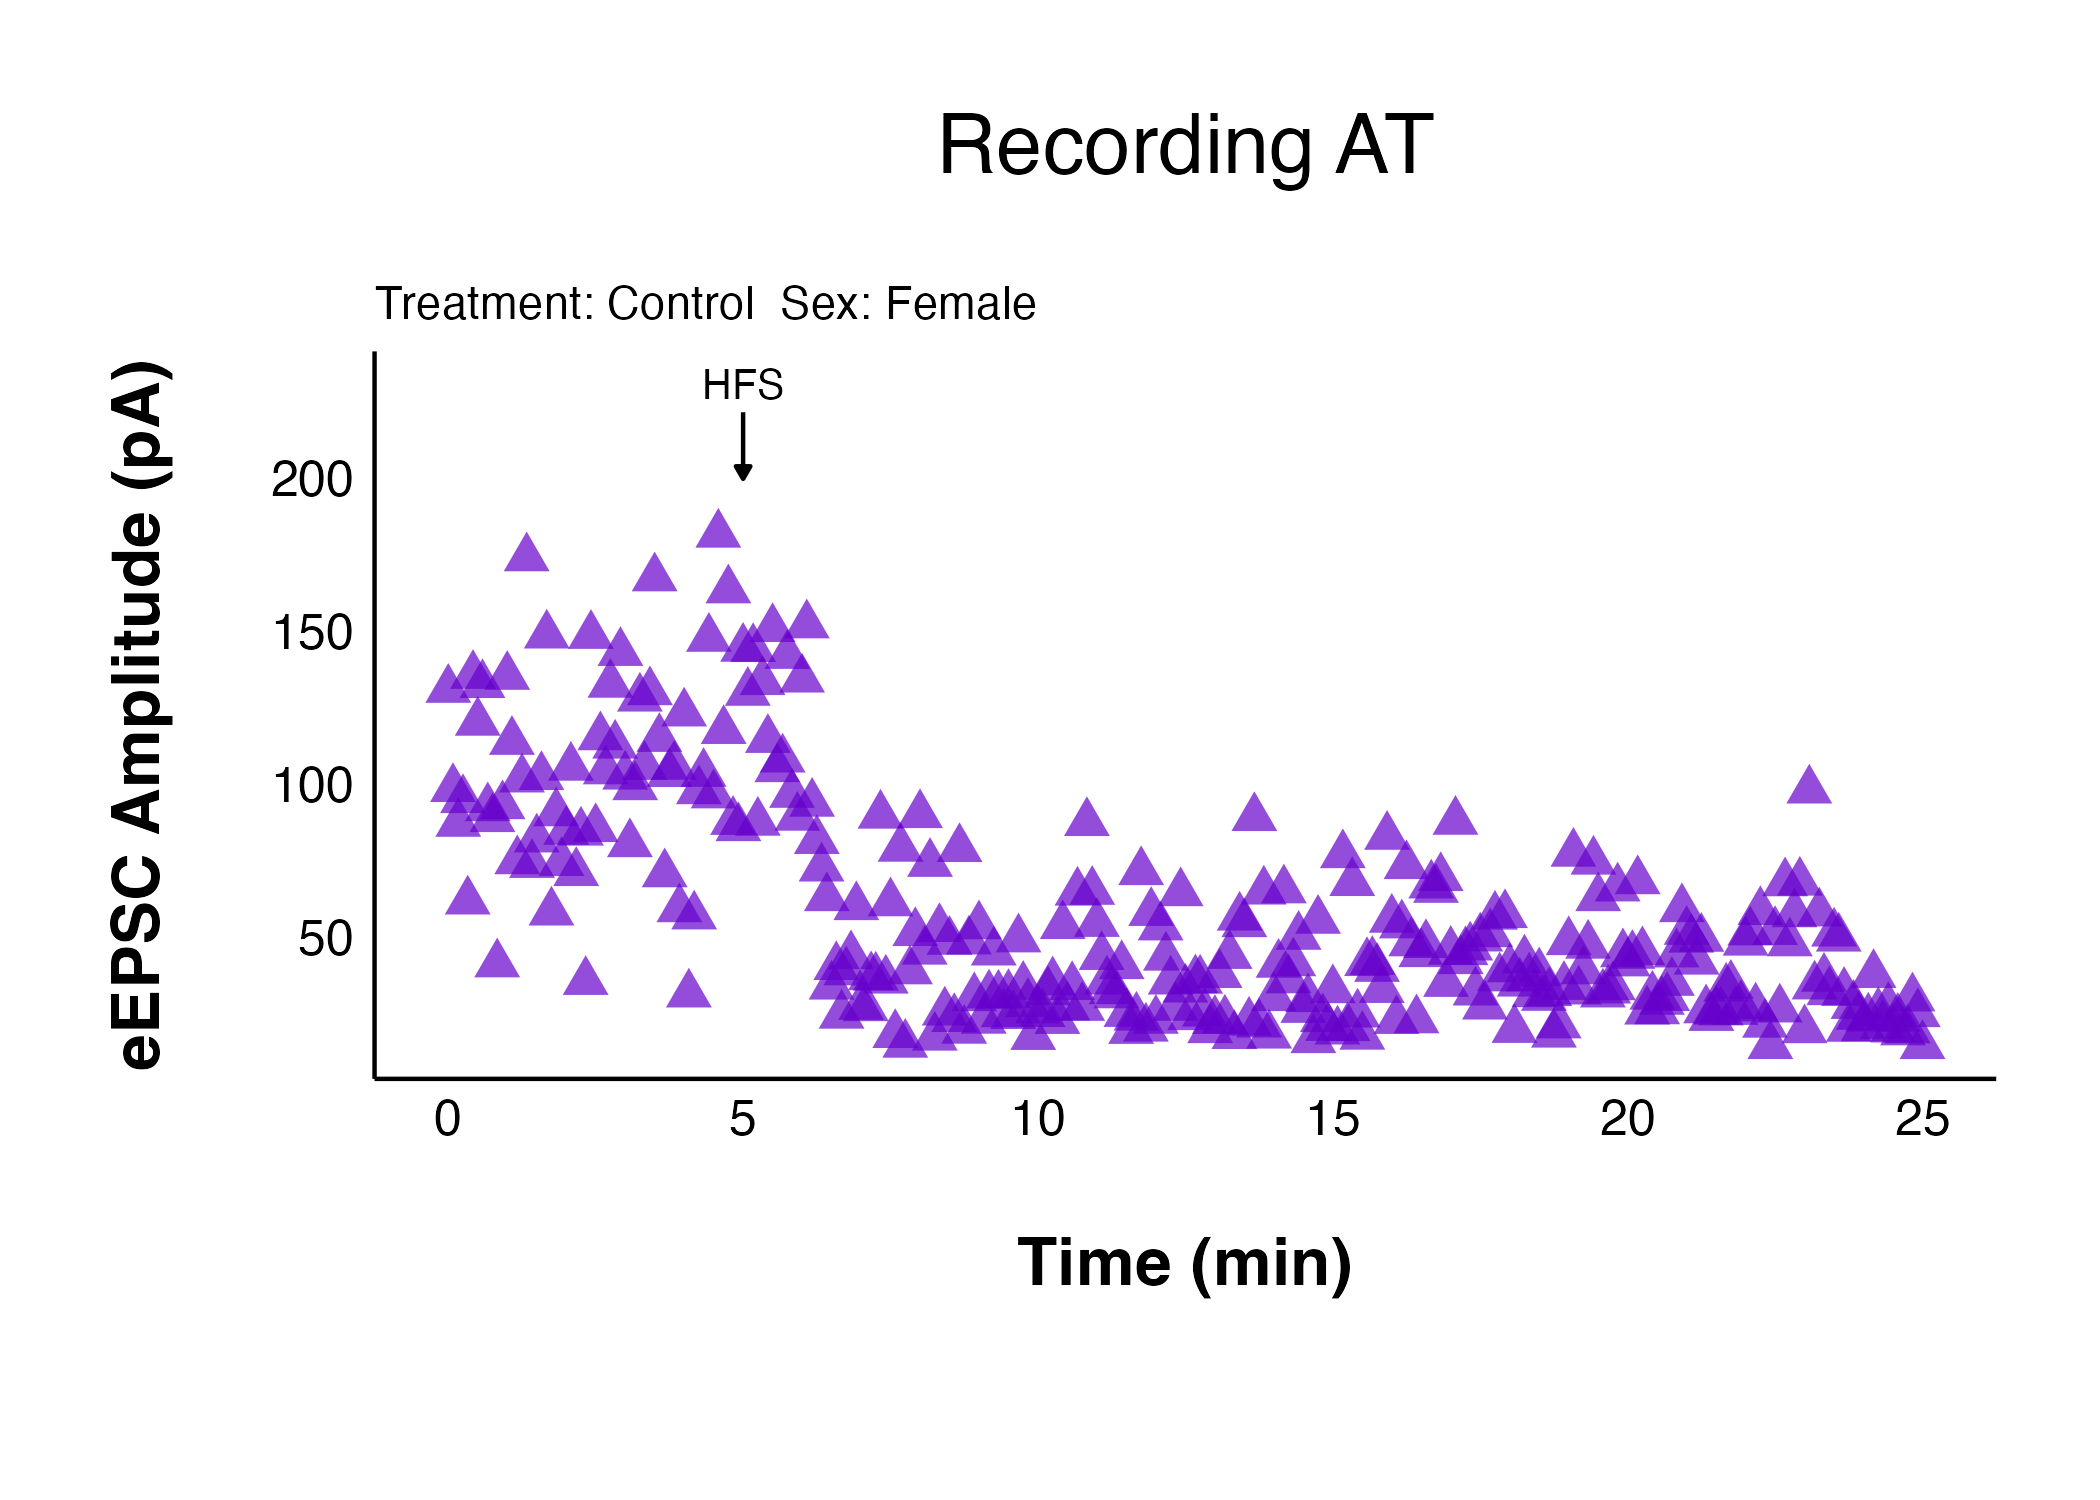 Recording AT
Treatment: Control  Sex: Female
HFS
eEPSC Amplitude (pA)
200
150
100
50
0 5 10 15 20 25
Time (min)